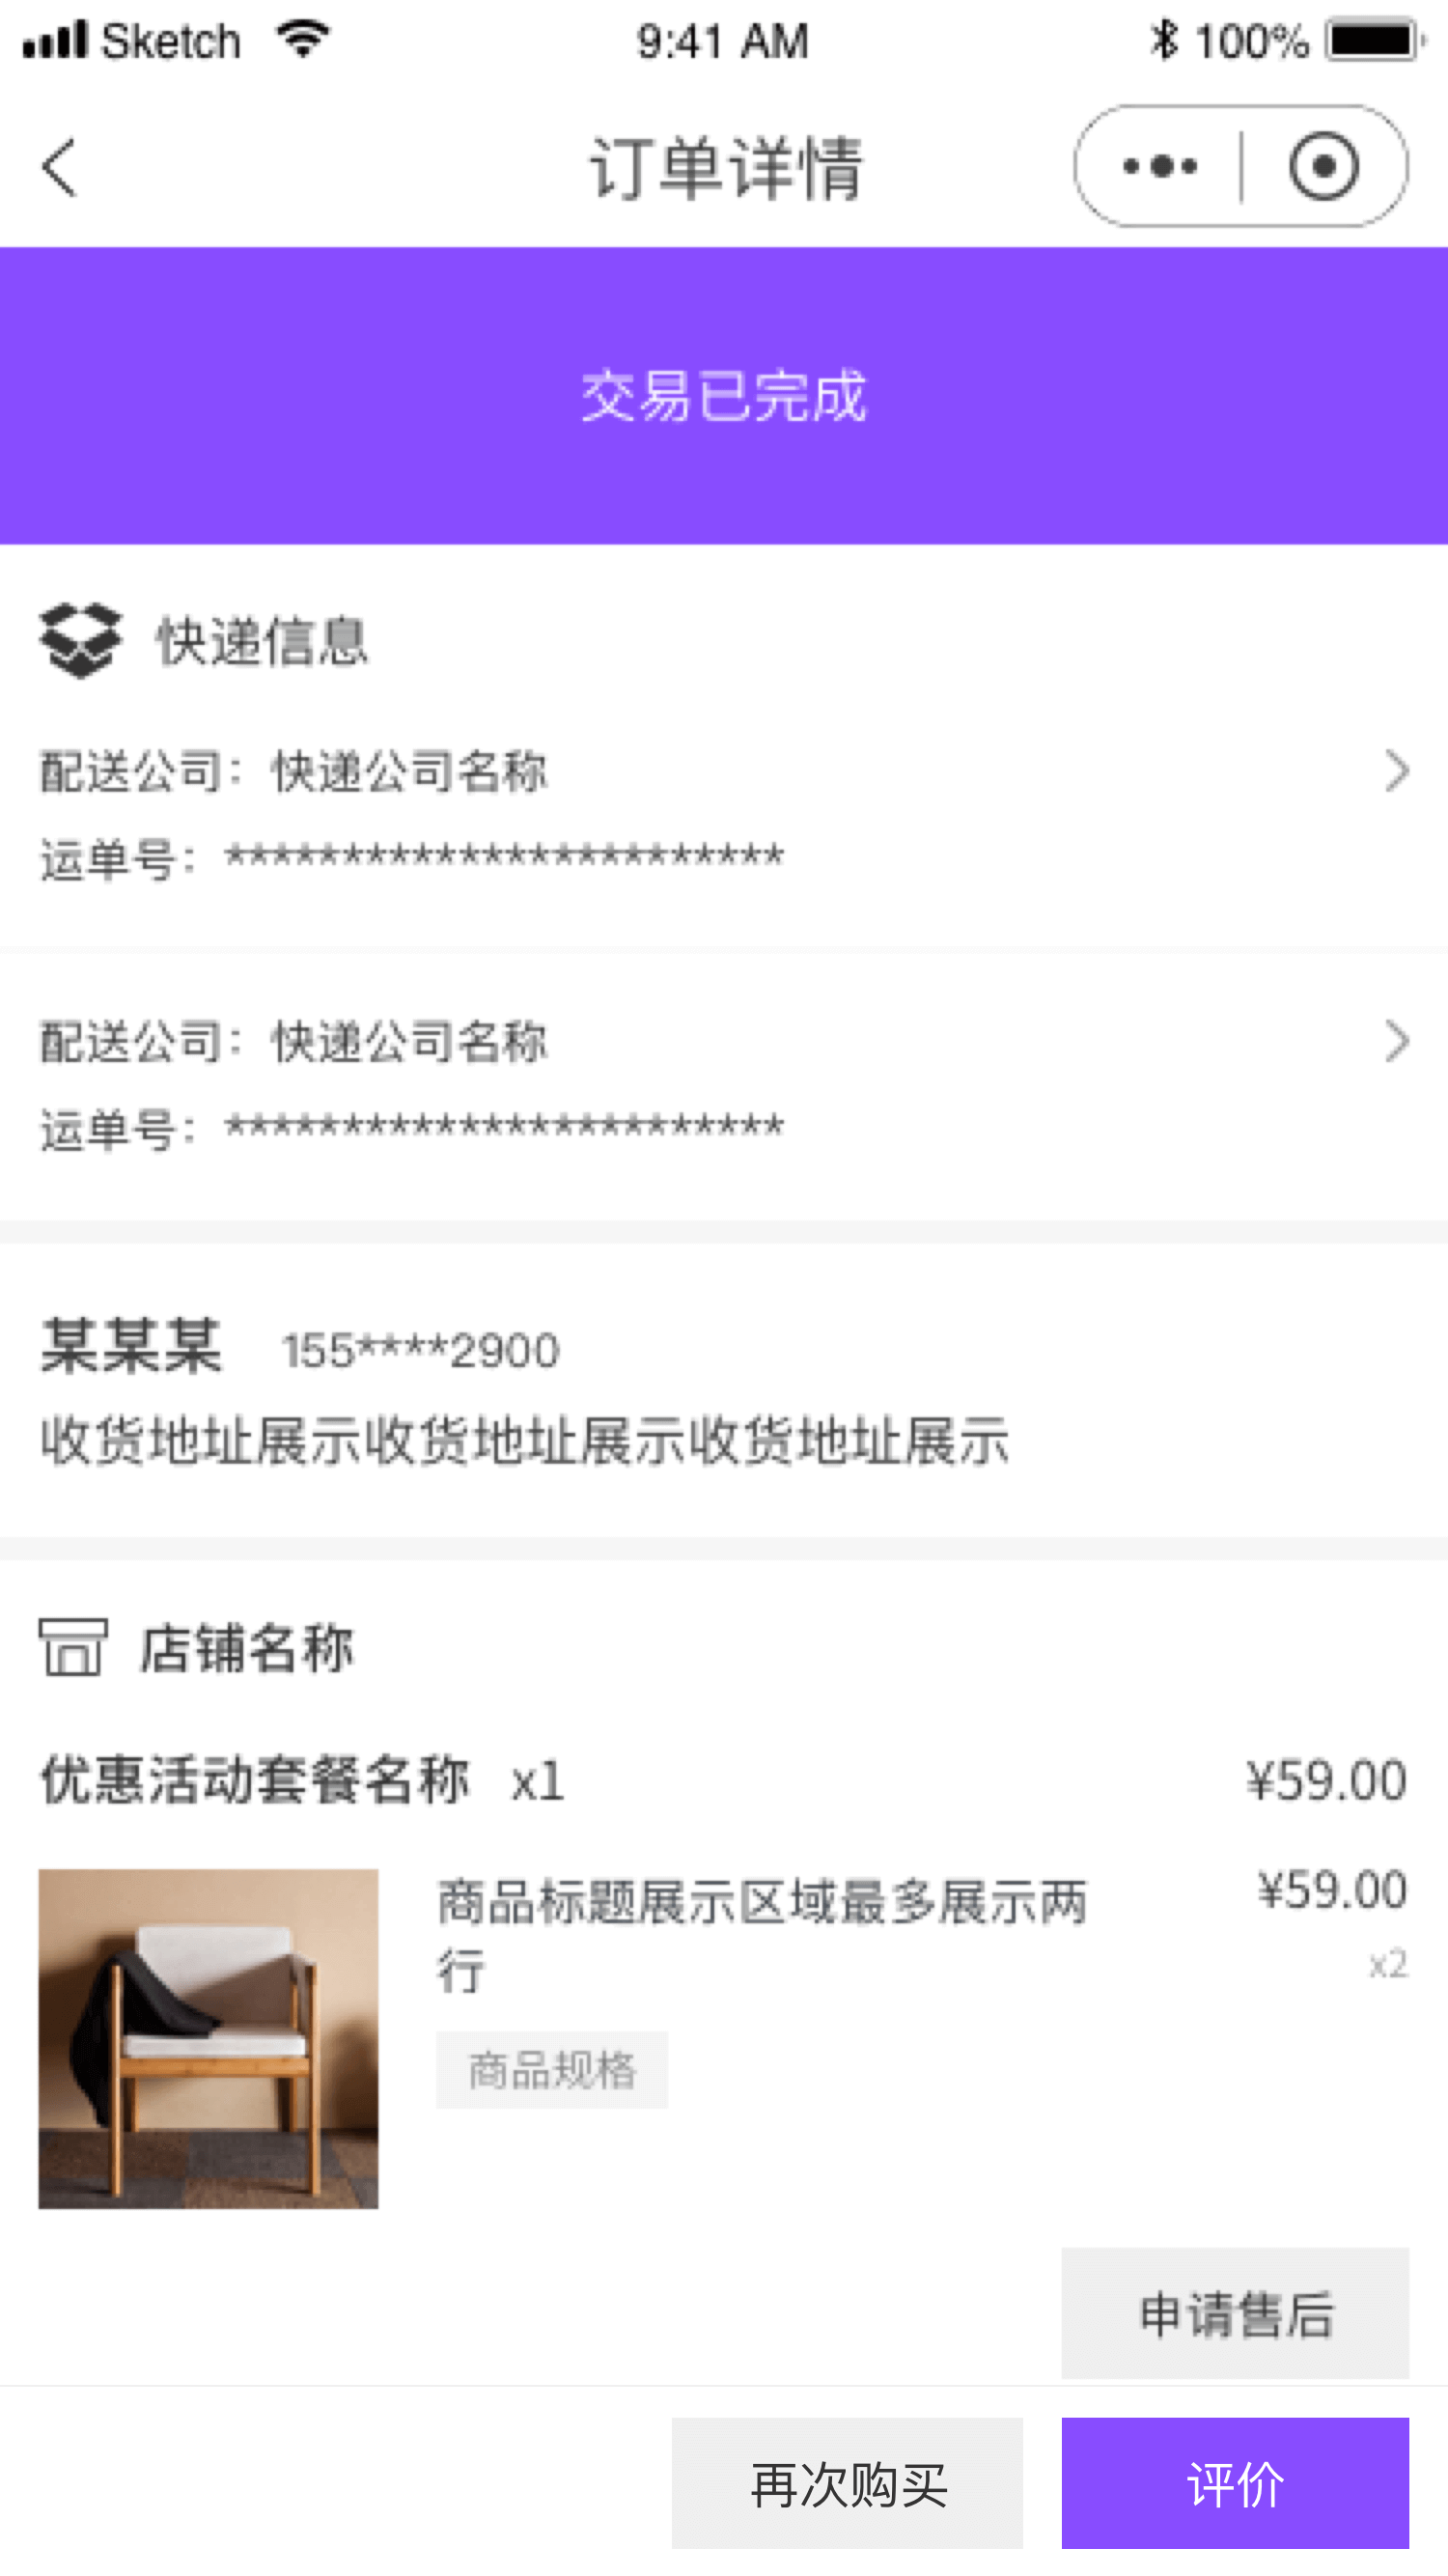 Sketch 9:41 AM 100%
订单详情
交易已完成
快递信息
配送公司：快递公司名称
运单号：************************
配送公司：快递公司名称
运单号：************************
某某某 155****2900
收货地址展示收货地址展示收货地址展示
店铺名称
优惠活动套餐名称 x1 ¥59.00
商品标题展示区域最多展示两 ¥59.00
行 x2
商品规格
申请售后
再次购买 评价